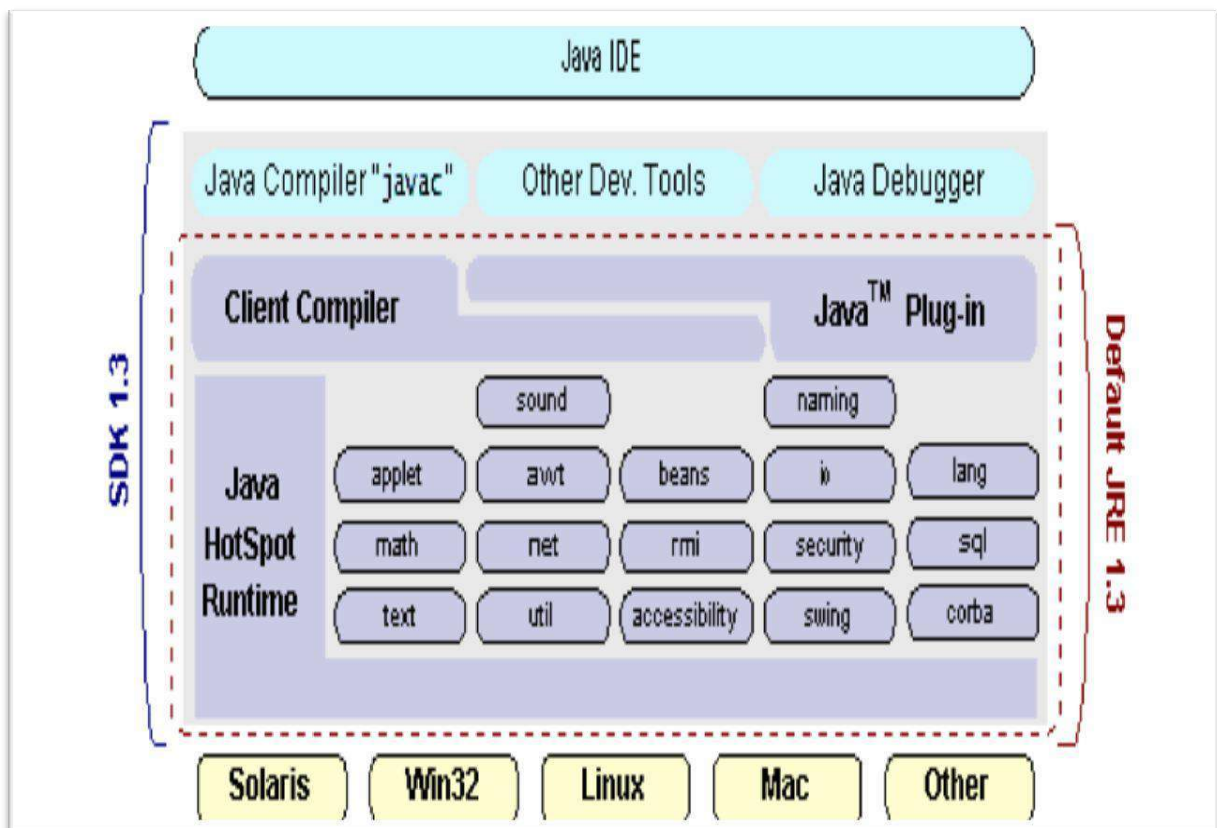 Java IDE
Java Compiler "javac"
Other Dev. Tools
Java Debugger
Client Compiler
Java™ Plug-in
SDK 1.3
Default JRE 1.3
Java
HotSpot
Runtime
sound
naming
applet
awt
beans
io
lang
math
net
rmi
security
sql
text
util
accessibility
swing
corba
Solaris
Win32
Linux
Mac
Other